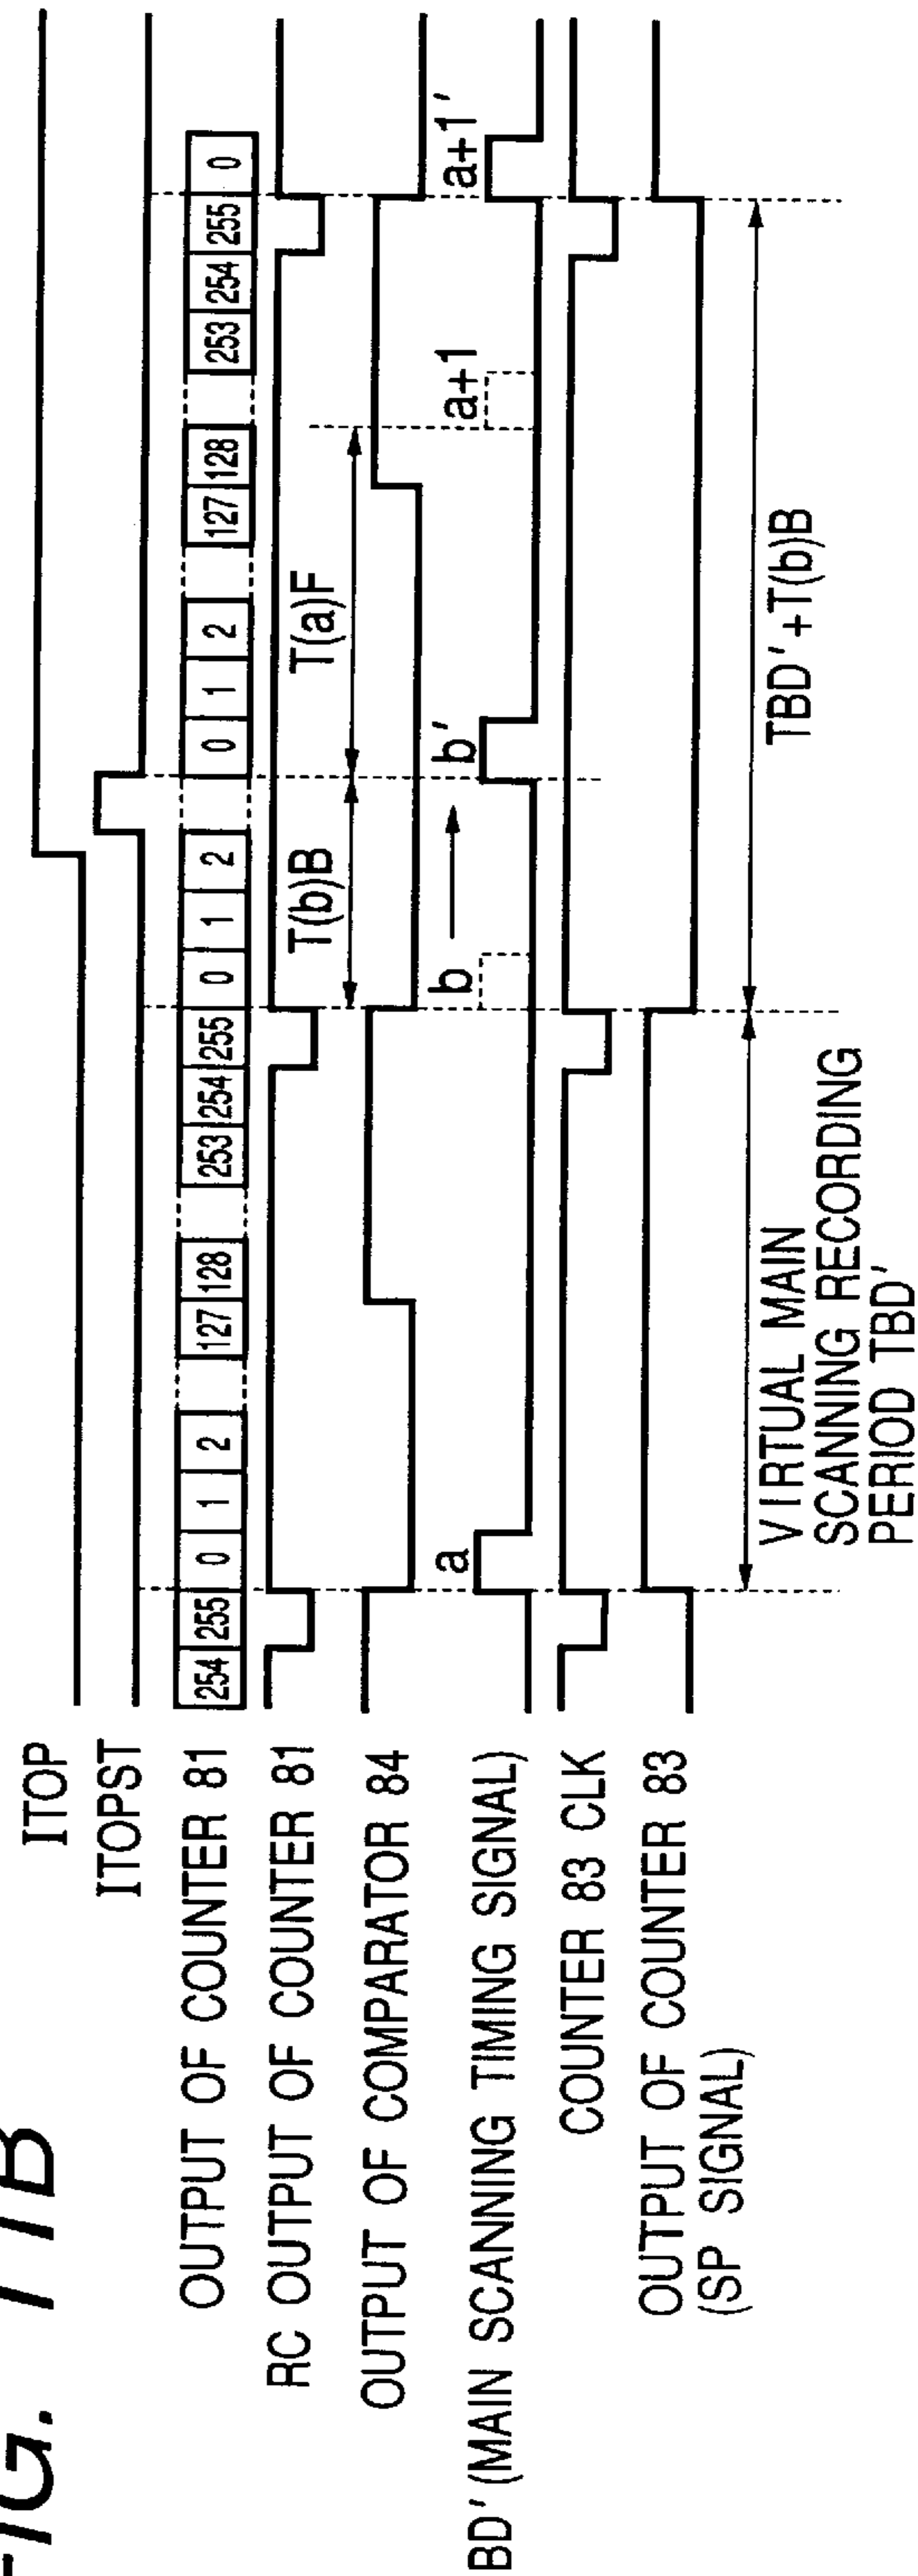 FIG. 11B
ITOP
ITOPST
OUTPUT OF COUNTER 81
254 255 0 1 2 127 128 253 254 255 0 1 2 0 1 2 127 128 253 254 255 0
RC OUTPUT OF COUNTER 81
T(b)B T(a)F
OUTPUT OF COMPARATOR 84
BD' (MAIN SCANNING TIMING SIGNAL)
a b b' a+1 a+1'
COUNTER 83 CLK
OUTPUT OF COUNTER 83
(SP SIGNAL)
VIRTUAL MAIN
SCANNING RECORDING
PERIOD TBD'
TBD'+T(b)B